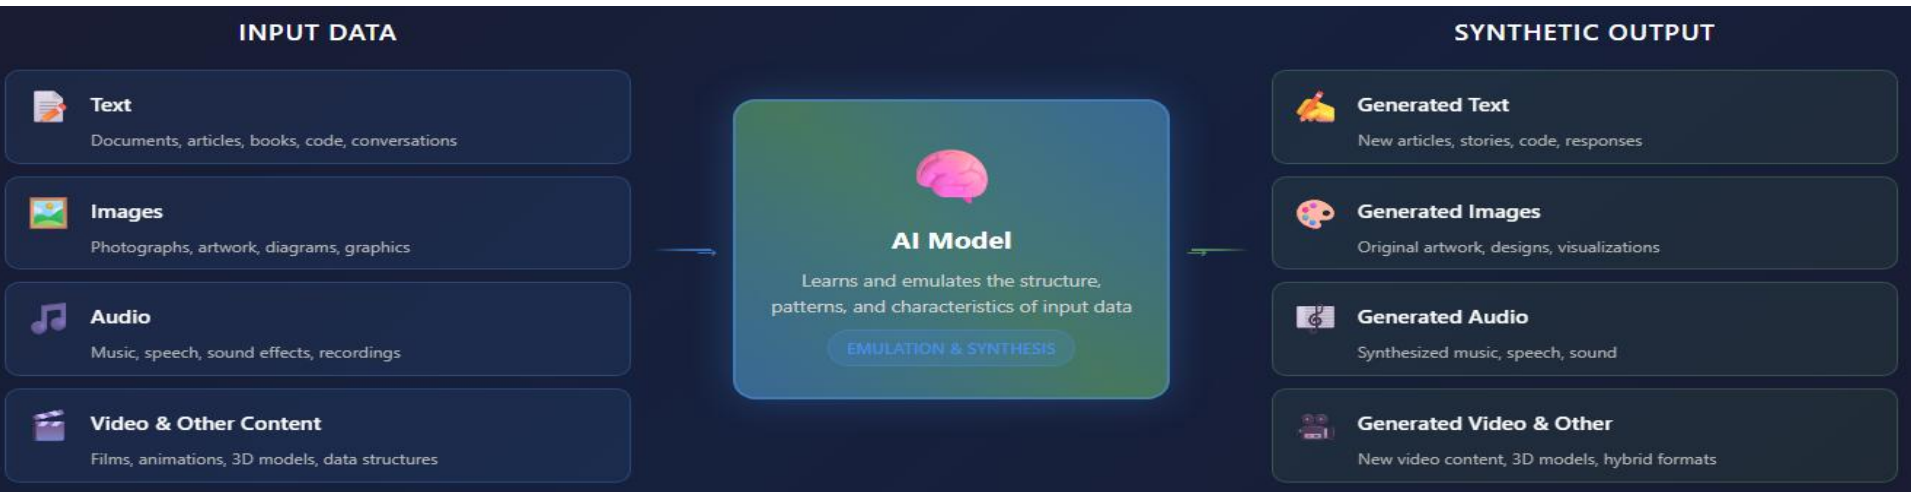 INPUT DATA
Text
Documents, articles, books, code, conversations
Images
Photographs, artwork, diagrams, graphics
Audio
Music, speech, sound effects, recordings
Video & Other Content
Films, animations, 3D models, data structures
AI Model
Learns and emulates the structure,
patterns, and characteristics of input data
EMULATION & SYNTHESIS
SYNTHETIC OUTPUT
Generated Text
New articles, stories, code, responses
Generated Images
Original artwork, designs, visualizations
Generated Audio
Synthesized music, speech, sound
Generated Video & Other
New video content, 3D models, hybrid formats